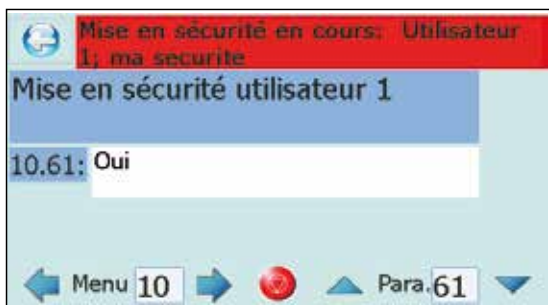 Mise en sécurité en cours: Utilisateur
1; ma securite
Mise en sécurité utilisateur 1
10.61: Oui
Menu 10 Para. 61